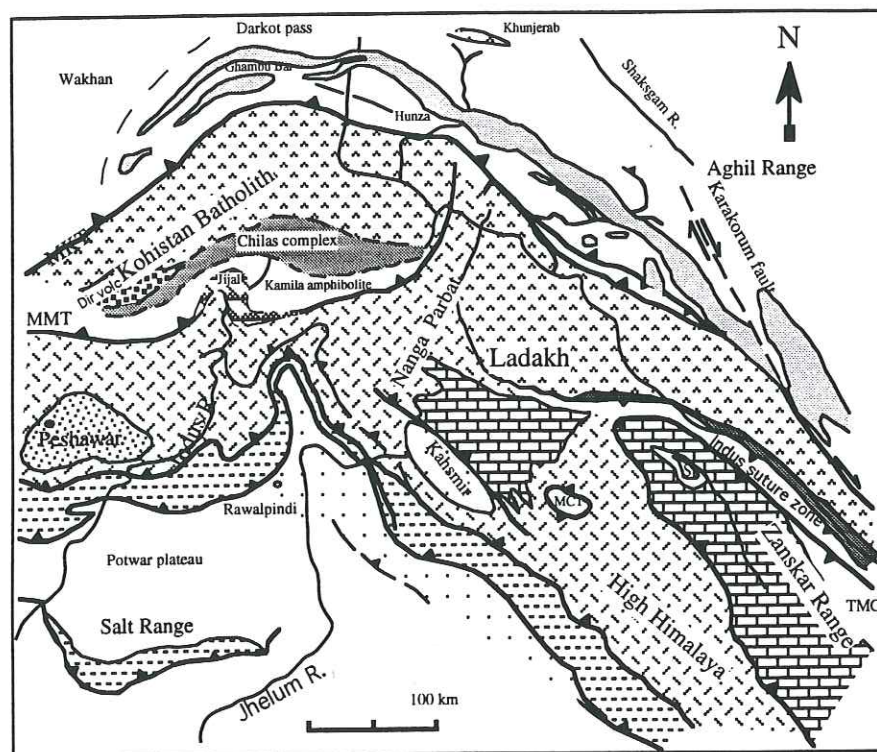 Darkot pass
Khunjerab
N
Wakhan
Ghambu Bar
Shaksgam R.
Hunza
Aghil Range
Karakorum fault
MKT
Kohistan Batholith
Chilas complex
Dir volc
Jijal
Kamila amphibolite
MMT
Nanga Parbat
Ladakh
Indus R.
Peshawar
Kahsmir
Indus suture zone
MCT
Rawalpindi
Zanskar Range
Potwar plateau
High Himalaya
TMC
Salt Range
Jhelum R.
100 km